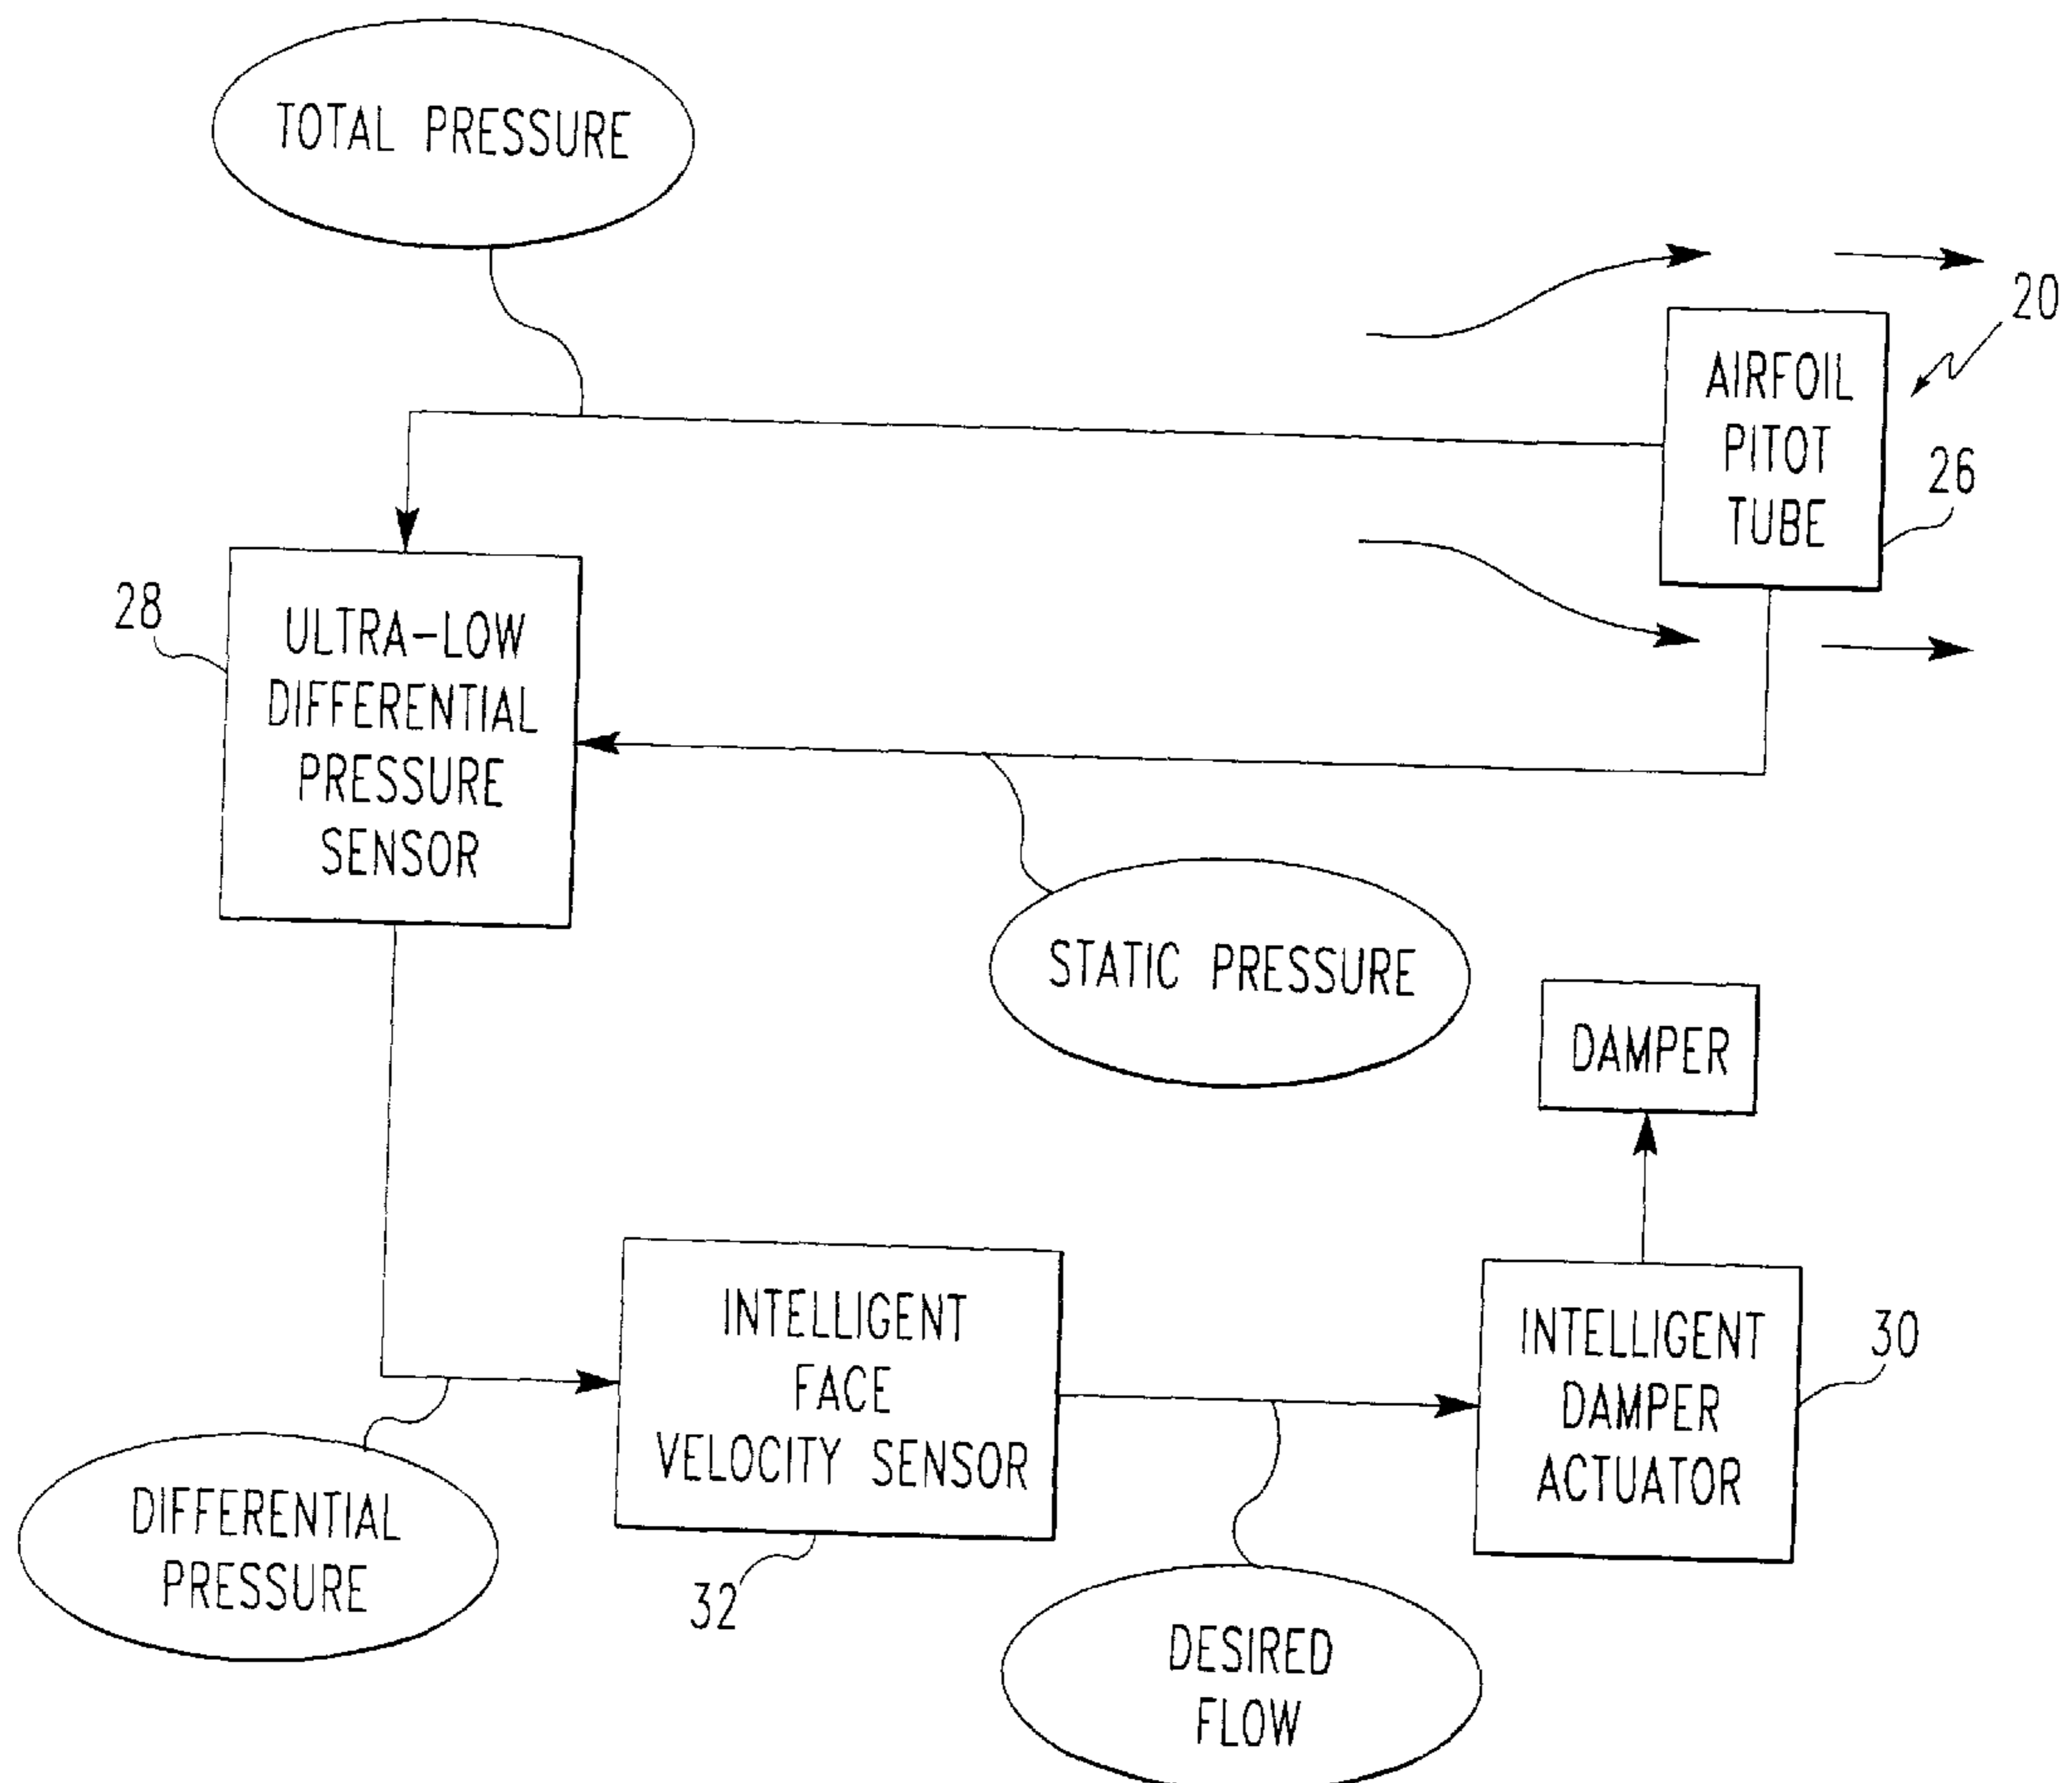 TOTAL PRESSURE
20
AIRFOIL
PITOT
TUBE
26
28
ULTRA-LOW
DIFFERENTIAL
PRESSURE
SENSOR
STATIC PRESSURE
DAMPER
INTELLIGENT
FACE
VELOCITY SENSOR
32
INTELLIGENT
DAMPER
ACTUATOR
30
DIFFERENTIAL
PRESSURE
DESIRED
FLOW